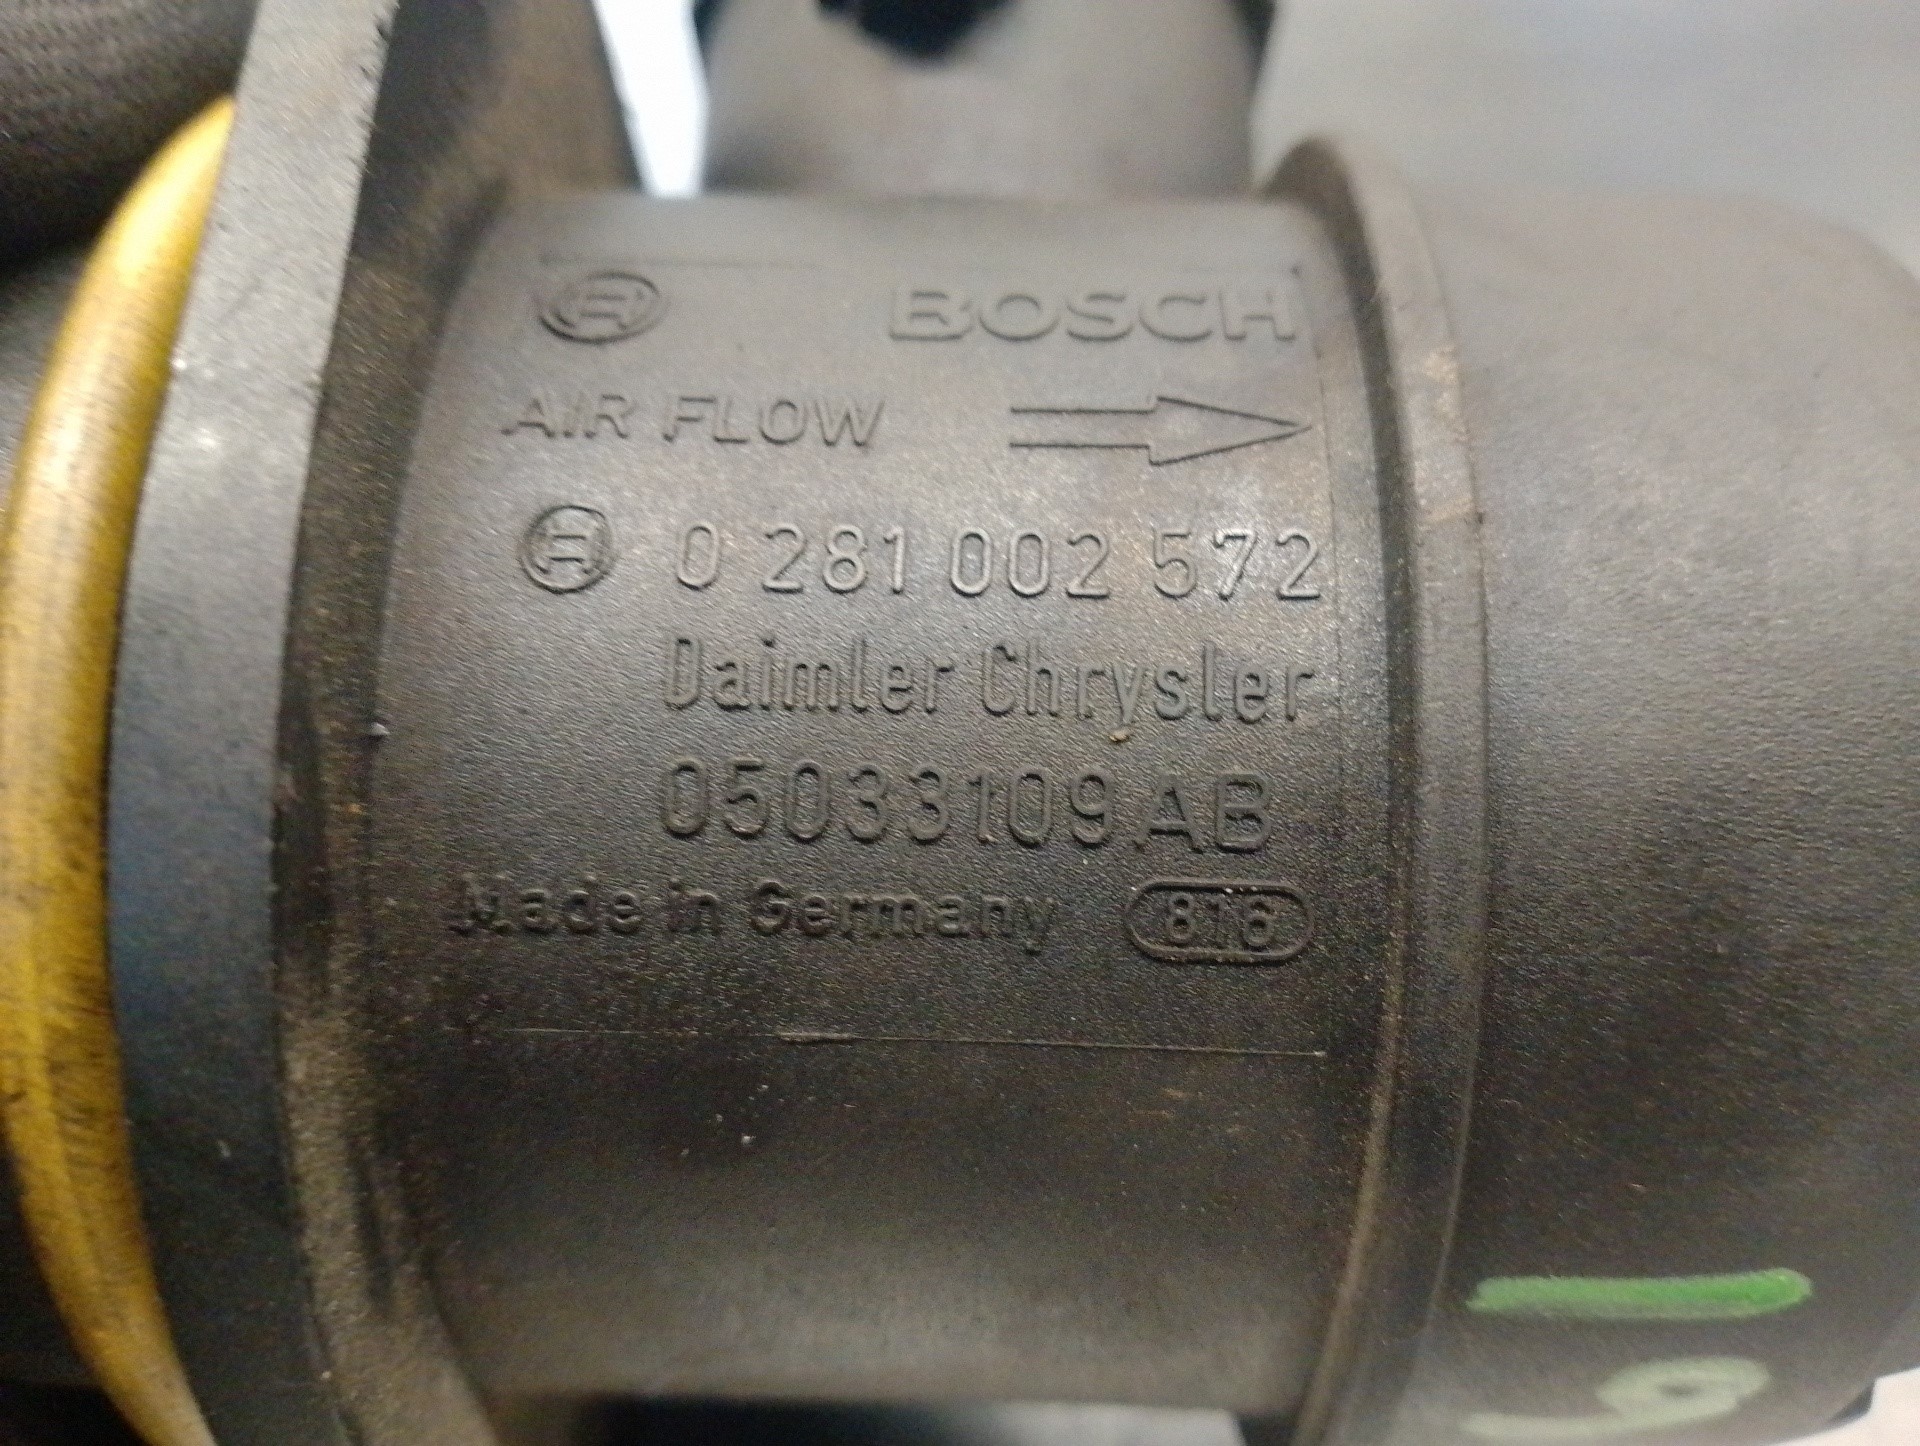 BOSCH
AIR FLOW
0 281 002 572
Daimler Chrysler
05033109AB
Made in Germany 816